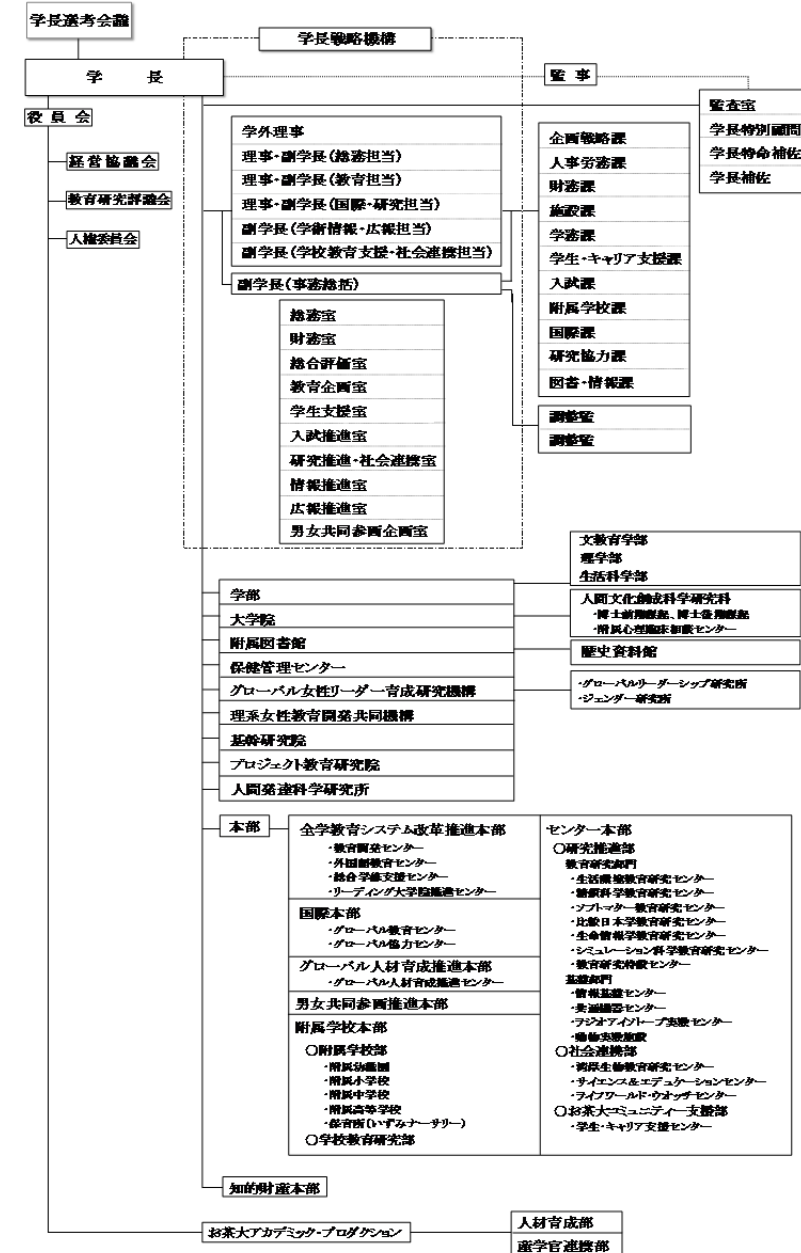 学長選考会議
学長戦略機構
学長
監事
役員会
経営協議会
教育研究評議会
人権委員会
監査室
学長特別顧問
学長特命補佐
学長補佐
学外理事
理事・副学長(総務担当)
理事・副学長(教育担当)
理事・副学長(国際・研究担当)
副学長(学術情報・広報担当)
副学長(学校教育支援・社会連携担当)
副学長(事務総括)
企画戦略課
人事労務課
財務課
施設課
学務課
学生・キャリア支援課
入試課
附属学校課
国際課
研究協力課
図書・情報課
調整監
調整監
総務室
財務室
総合評価室
教育企画室
学生支援室
入試推進室
研究推進・社会連携室
情報推進室
広報推進室
男女共同参画企画室
学部
大学院
附属図書館
保健管理センター
グローバル女性リーダー育成研究機構
理系女性教育開発共同機構
基幹研究院
プロジェクト教育研究院
人間発達科学研究所
文教育学部
理学部
生活科学部
人間文化創成科学研究科
・博士前期課程、博士後期課程
・附属心理臨床相談センター
歴史資料館
・グローバルリーダーシップ研究所
・ジェンダー研究所
本部
全学教育システム改革推進本部
・教育開発センター
・外国語教育センター
・総合学修支援センター
・リーディング大学院推進センター
国際本部
・グローバル教育センター
・グローバル協力センター
グローバル人材育成推進本部
・グローバル人材育成推進センター
男女共同参画推進本部
附属学校本部
○附属学校部
・附属幼稚園
・附属小学校
・附属中学校
・附属高等学校
・保育所(いずみナーサリー)
○学校教育研究部
センター本部
○研究推進部
教育研究部門
・生活環境教育研究センター
・糖鎖科学教育研究センター
・ソフトマター教育研究センター
・比較日本学教育研究センター
・生命情報学教育研究センター
・シミュレーション科学教育研究センター
・教育研究特設センター
基盤部門
・情報基盤センター
・共通機器センター
・ラジオアイソトープ実験センター
・動物実験施設
○社会連携部
・湾岸生物教育研究センター
・サイエンス&エデュケーションセンター
・ライフワールド・ウオッチセンター
○お茶大コミュニティー支援部
・学生・キャリア支援センター
知的財産本部
お茶大アカデミック・プロダクション
人材育成部
産学官連携部